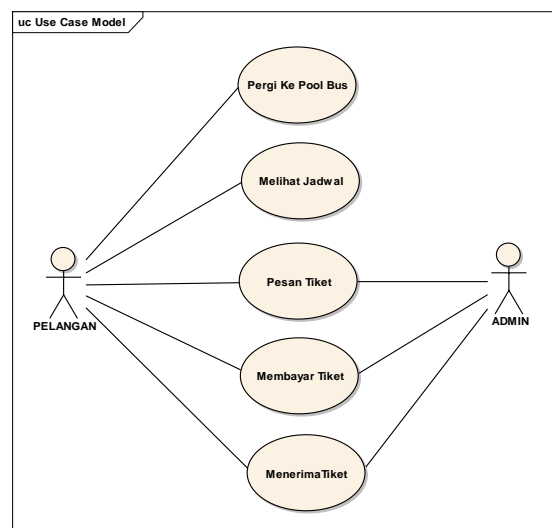 uc Use Case Model
Pergi Ke Pool Bus
Melihat Jadwal
Pesan Tiket
PELANGAN
ADMIN
Membayar Tiket
MenerimaTiket